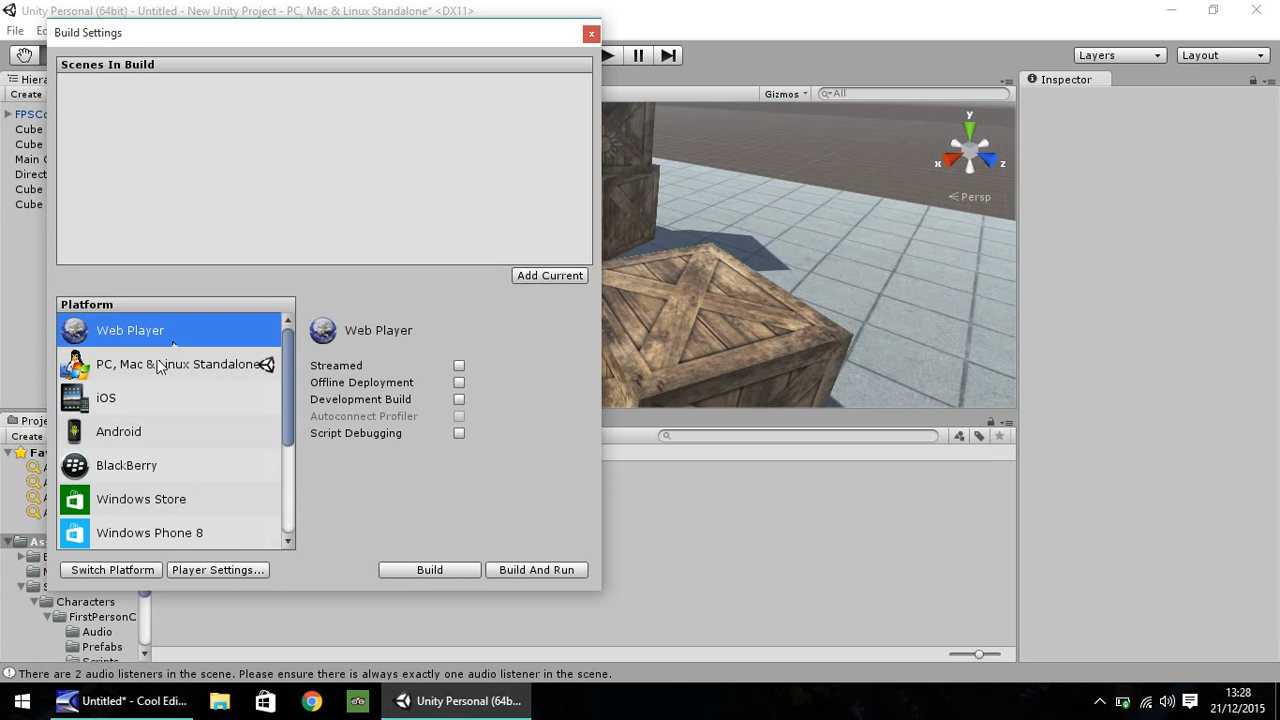 Unity Personal (64bit) - Untitled - New Unity Project - PC, Mac & Linux Standalone* <DX11>
File
Build Settings
x
Layers
Layout
Scenes In Build
Inspector
Create
Gizmos
All
FPSCo
Cube
Cube
Main
Direct
Cube
Cube
y
x
z
Persp
Add Current
Platform
Web Player
PC, Mac & Linux Standalone
iOS
Android
BlackBerry
Windows Store
Windows Phone 8
Web Player
Streamed
Offline Deployment
Development Build
Autoconnect Profiler
Script Debugging
Switch Platform
Player Settings...
Build
Build And Run
Create
Characters
FirstPersonC
Audio
Prefabs
There are 2 audio listeners in the scene. Please ensure there is always exactly one audio listener in the scene.
Untitled* - Cool Edi...
Unity Personal (64b...
13:28
21/12/2015